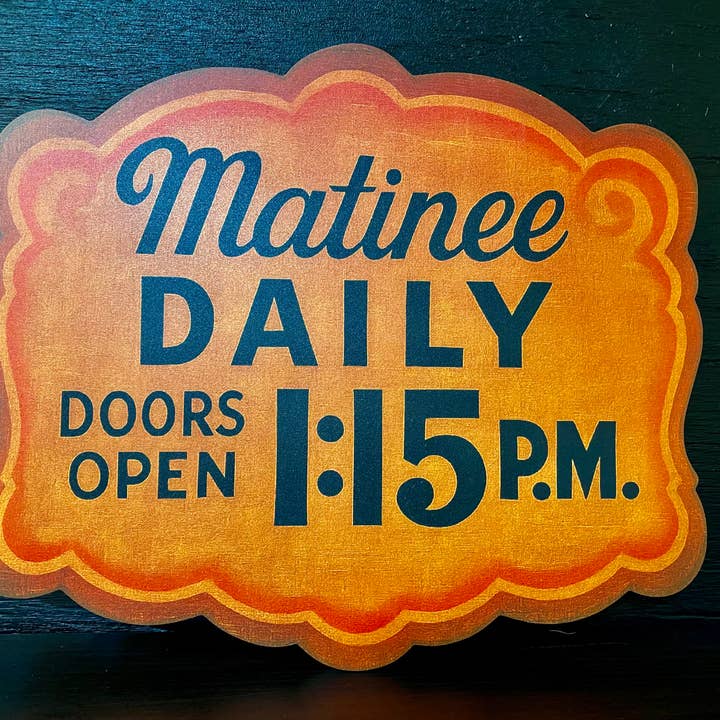 Matinee
DAILY
DOORS
OPEN
1:15 P.M.